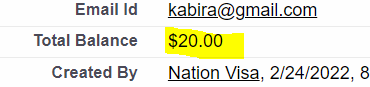 Email Id kabira@gmail.com
Total Balance $20.00
Created By Nation Visa, 2/24/2022, 8